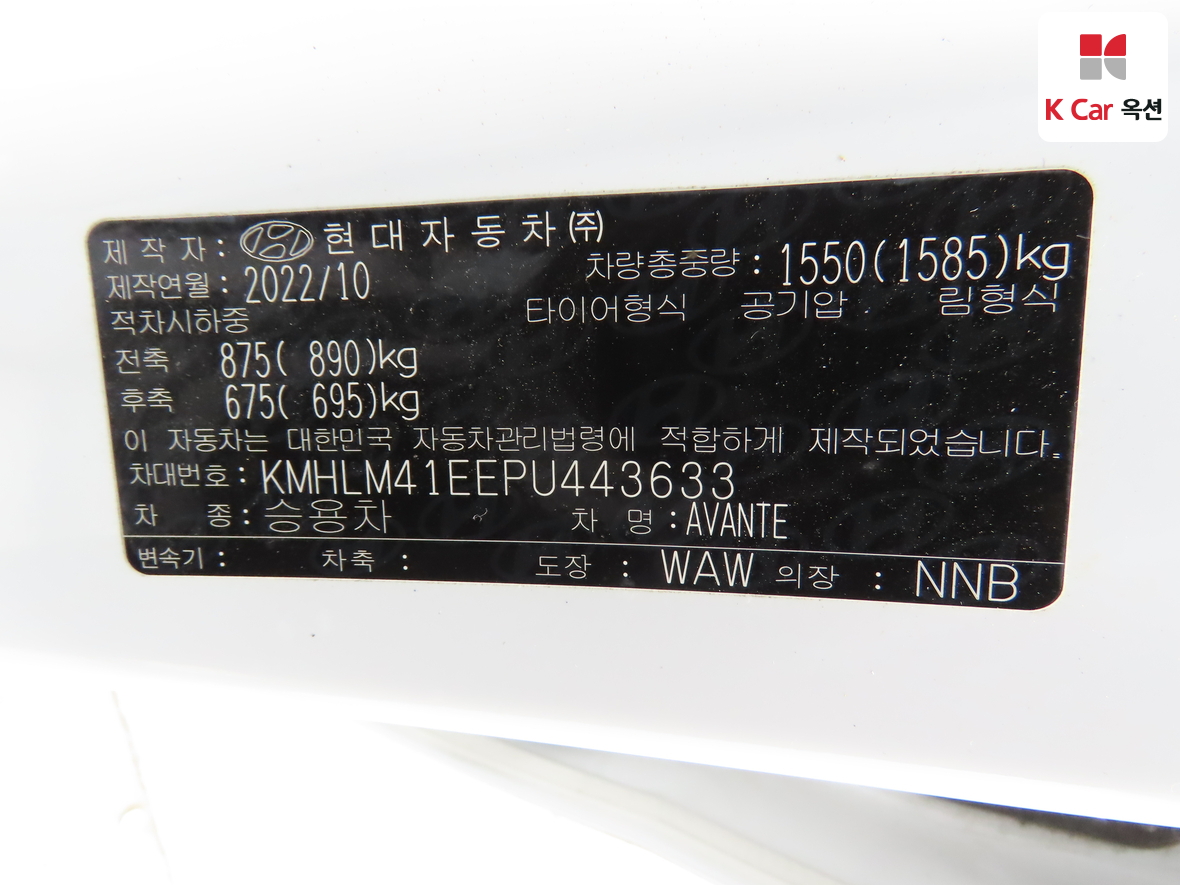 K Car 옥션
제 작 자 : 현 대 자 동 차 ㈜
제작연월 : 2022/10 차량총중량 : 1550(1585)kg
적차시하중 타이어형식 공기압 림형식
전축 875( 890)kg
후축 675( 695)kg
이 자동차는 대한민국 자동차관리법령에 적합하게 제작되었습니다.
차대번호 : KMHLM41EEPU443633
차 종 : 승용차 차 명 : AVANTE
변속기 : 차축 : 도장 : WAW 의장 : NNB